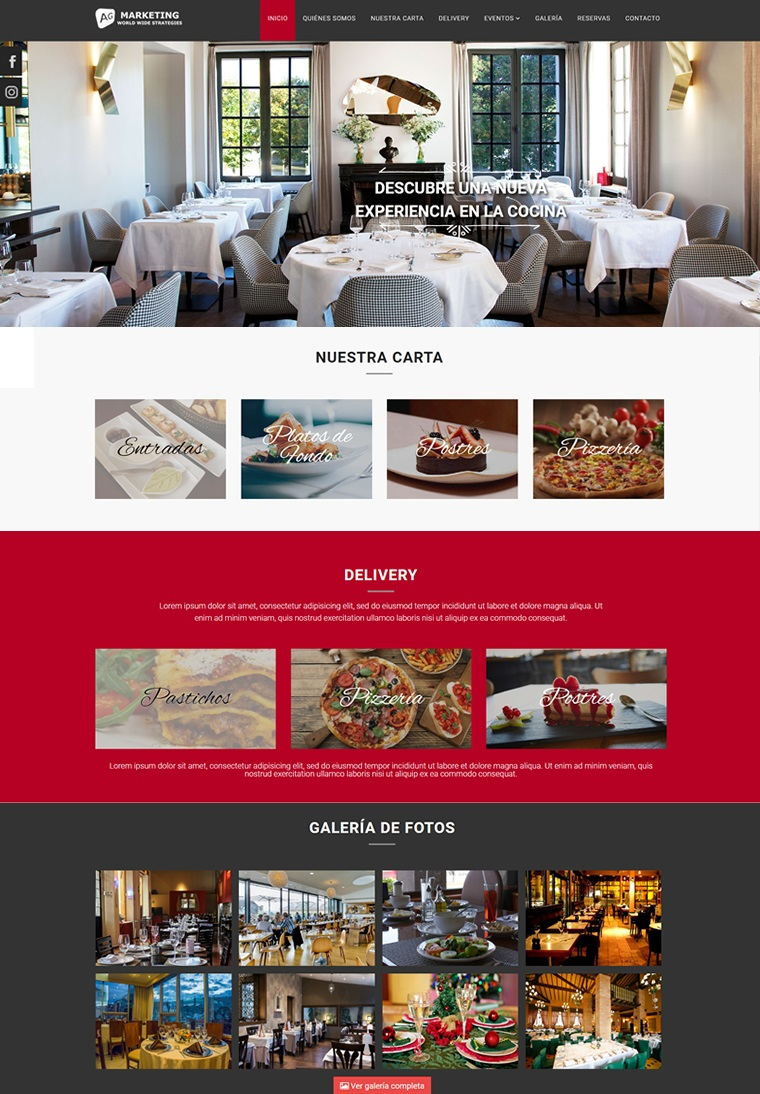 AG MARKETING
WORLD WIDE STRATEGIES
INICIO QUIÉNES SOMOS NUESTRA CARTA DELIVERY EVENTOS GALERÍA RESERVAS CONTACTO
DESCUBRE UNA NUEVA
EXPERIENCIA EN LA COCINA
NUESTRA CARTA
Entradas
Platos de
Fondo
Postres
Pizzería
DELIVERY
Lorem ipsum dolor sit amet, consectetur adipisicing elit, sed do eiusmod tempor incididunt ut labore et dolore magna aliqua. Ut
enim ad minim veniam, quis nostrud exercitation ullamco laboris nisi ut aliquip ex ea commodo consequat.
Pastichos
Pizzería
Postres
Lorem ipsum dolor sit amet, consectetur adipisicing elit, sed do eiusmod tempor incididunt ut labore et dolore magna aliqua. Ut enim ad minim veniam, quis
nostrud exercitation ullamco laboris nisi ut aliquip ex ea commodo consequat.
GALERÍA DE FOTOS
Ver galería completa